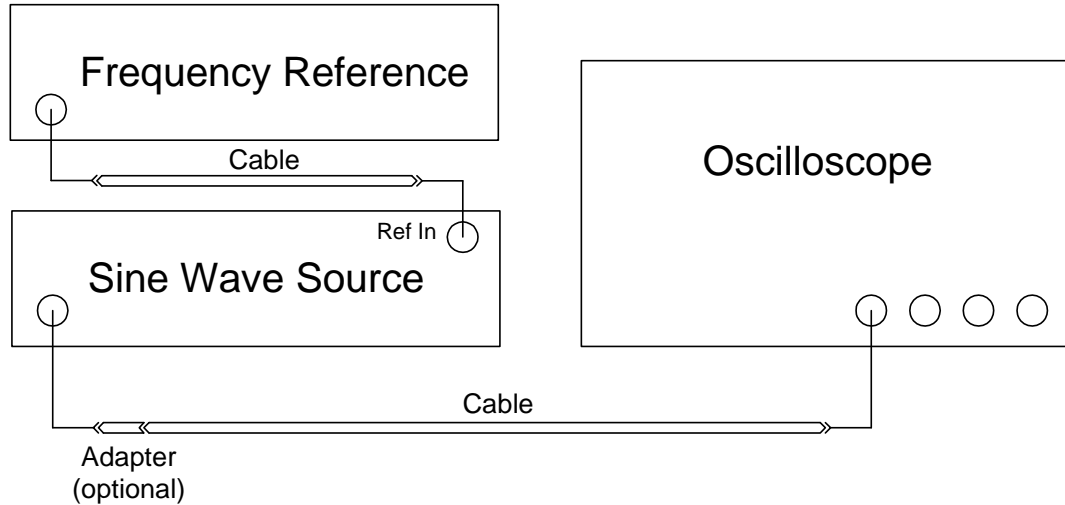 Frequency Reference
Cable
Oscilloscope
Ref In
Sine Wave Source
Cable
Adapter
(optional)